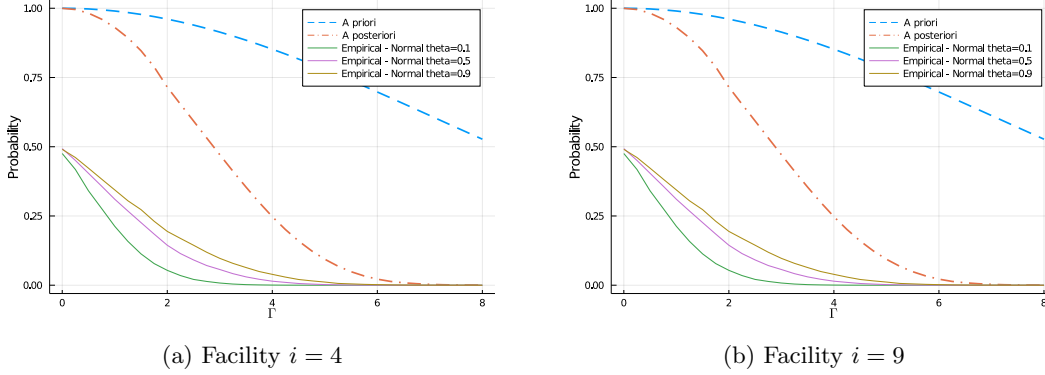 1.00
0.75
0.50
0.25
0.00
Probability
0 2 4 6 8
Γ
A priori
A posteriori
Empirical - Normal theta=0.1
Empirical - Normal theta=0.5
Empirical - Normal theta=0.9
(a) Facility i = 4
1.00
0.75
0.50
0.25
0.00
Probability
0 2 4 6 8
Γ
A priori
A posteriori
Empirical - Normal theta=0.1
Empirical - Normal theta=0.5
Empirical - Normal theta=0.9
(b) Facility i = 9